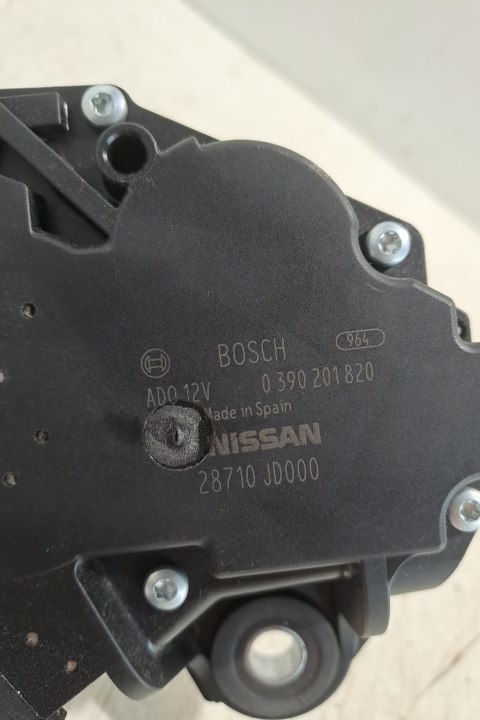 BOSCH 964
ADO 12V 0 390 201 820
Made in Spain
NISSAN
28710 JD000